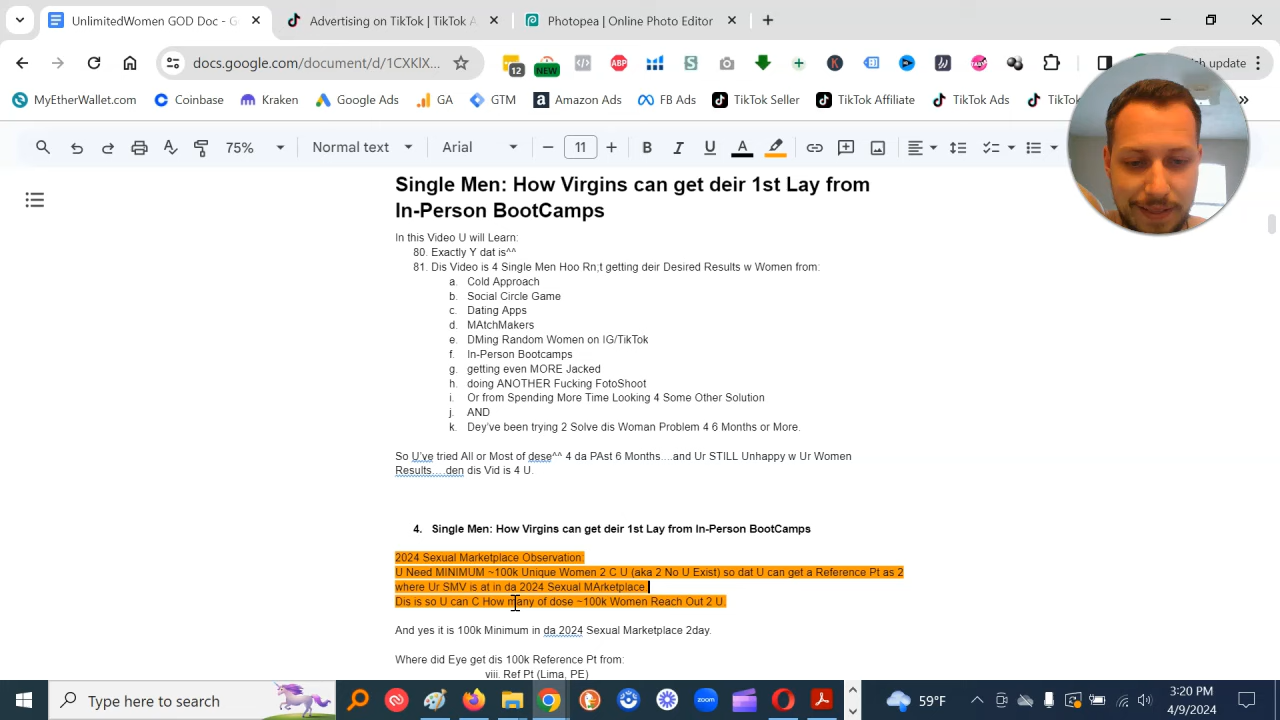 UnlimitedWomen GOD Doc - G
Advertising on TikTok | TikTok A
Photopea | Online Photo Editor
docs.google.com/document/d/1CXKlX...
12
NEW
ABP
h update
MyEtherWallet.com
Coinbase
Kraken
Google Ads
GA
GTM
Amazon Ads
FB Ads
TikTok Seller
TikTok Affiliate
TikTok Ads
TikTok
75%
Normal text
Arial
11
Single Men: How Virgins can get deir 1st Lay from
In-Person BootCamps
In this Video U will Learn:
80. Exactly Y dat is^^
81. Dis Video is 4 Single Men Hoo Rn;t getting deir Desired Results w Women from:
a. Cold Approach
b. Social Circle Game
c. Dating Apps
d. MAtchMakers
e. DMing Random Women on IG/TikTok
f. In-Person Bootcamps
g. getting even MORE Jacked
h. doing ANOTHER Fucking FotoShoot
i. Or from Spending More Time Looking 4 Some Other Solution
j. AND
k. Dey've been trying 2 Solve dis Woman Problem 4 6 Months or More.
So U've tried All or Most of dese^^ 4 da PAst 6 Months....and Ur STILL Unhappy w Ur Women
Results....den dis Vid is 4 U.
4. Single Men: How Virgins can get deir 1st Lay from In-Person BootCamps
2024 Sexual Marketplace Observation:
U Need MINIMUM ~100k Unique Women 2 C U (aka 2 No U Exist) so dat U can get a Reference Pt as 2
where Ur SMV is at in da 2024 Sexual MArketplace.
Dis is so U can C How many of dose ~100k Women Reach Out 2 U.
And yes it is 100k Minimum in da 2024 Sexual Marketplace 2day.
Where did Eye get dis 100k Reference Pt from:
viii. Ref Pt (Lima, PE)
Type here to search
zoom
59°F
3:20 PM
4/9/2024